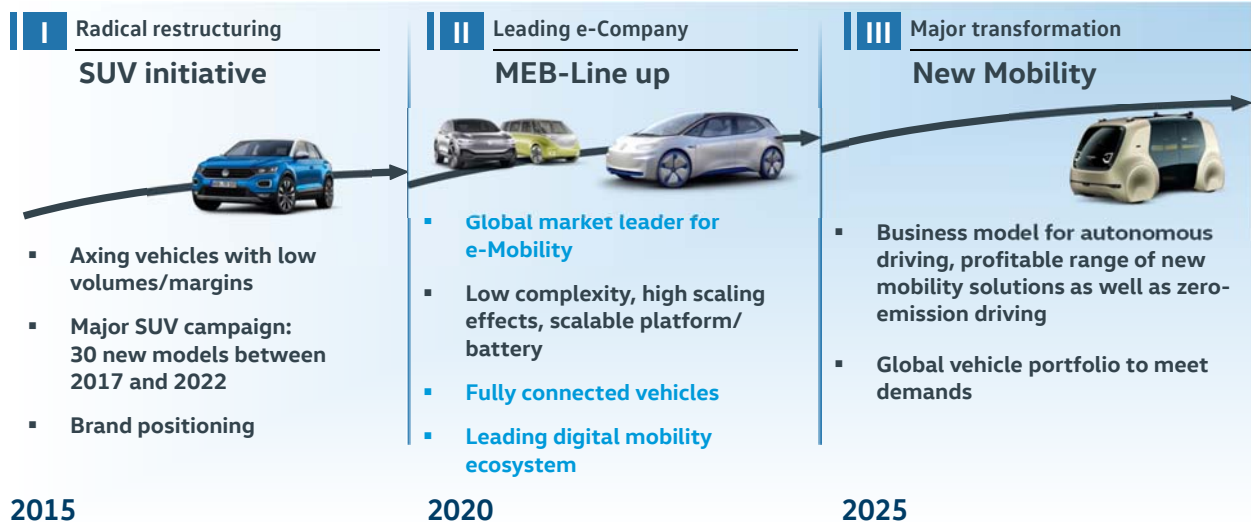 I
Radical restructuring
SUV initiative
▪ Axing vehicles with low
volumes/margins
▪ Major SUV campaign:
30 new models between
2017 and 2022
▪ Brand positioning
2015
II
Leading e-Company
MEB-Line up
▪ Global market leader for
e-Mobility
▪ Low complexity, high scaling
effects, scalable platform/
battery
▪ Fully connected vehicles
▪ Leading digital mobility
ecosystem
2020
III
Major transformation
New Mobility
▪ Business model for autonomous
driving, profitable range of new
mobility solutions as well as zero-
emission driving
▪ Global vehicle portfolio to meet
demands
2025